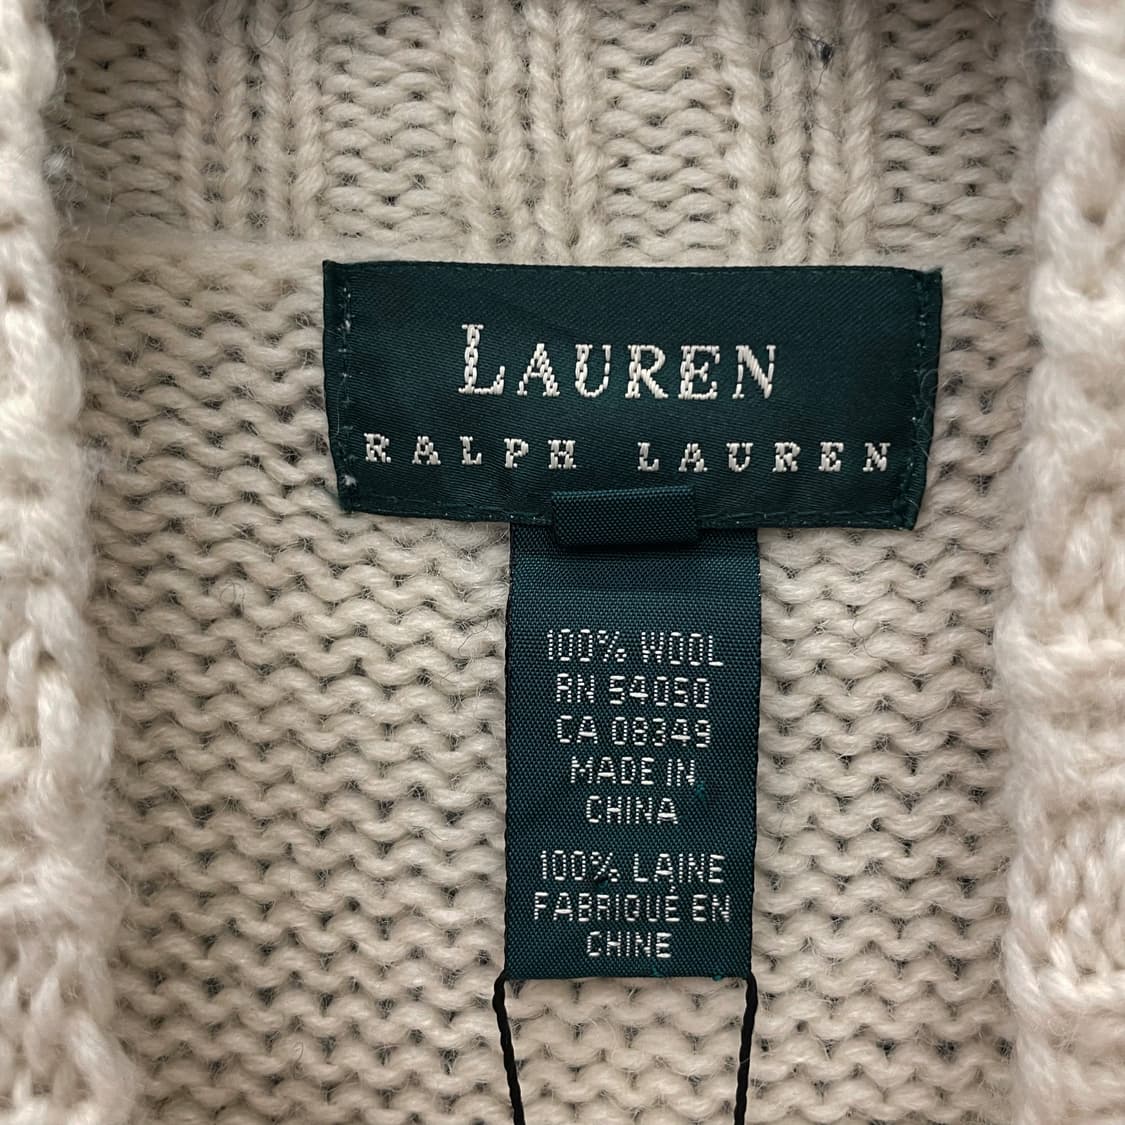 LAUREN
RALPH LAUREN
100% WOOL
RN 54050
CA 08349
MADE IN
CHINA
100% LAINE
FABRIQUÉ EN
CHINE